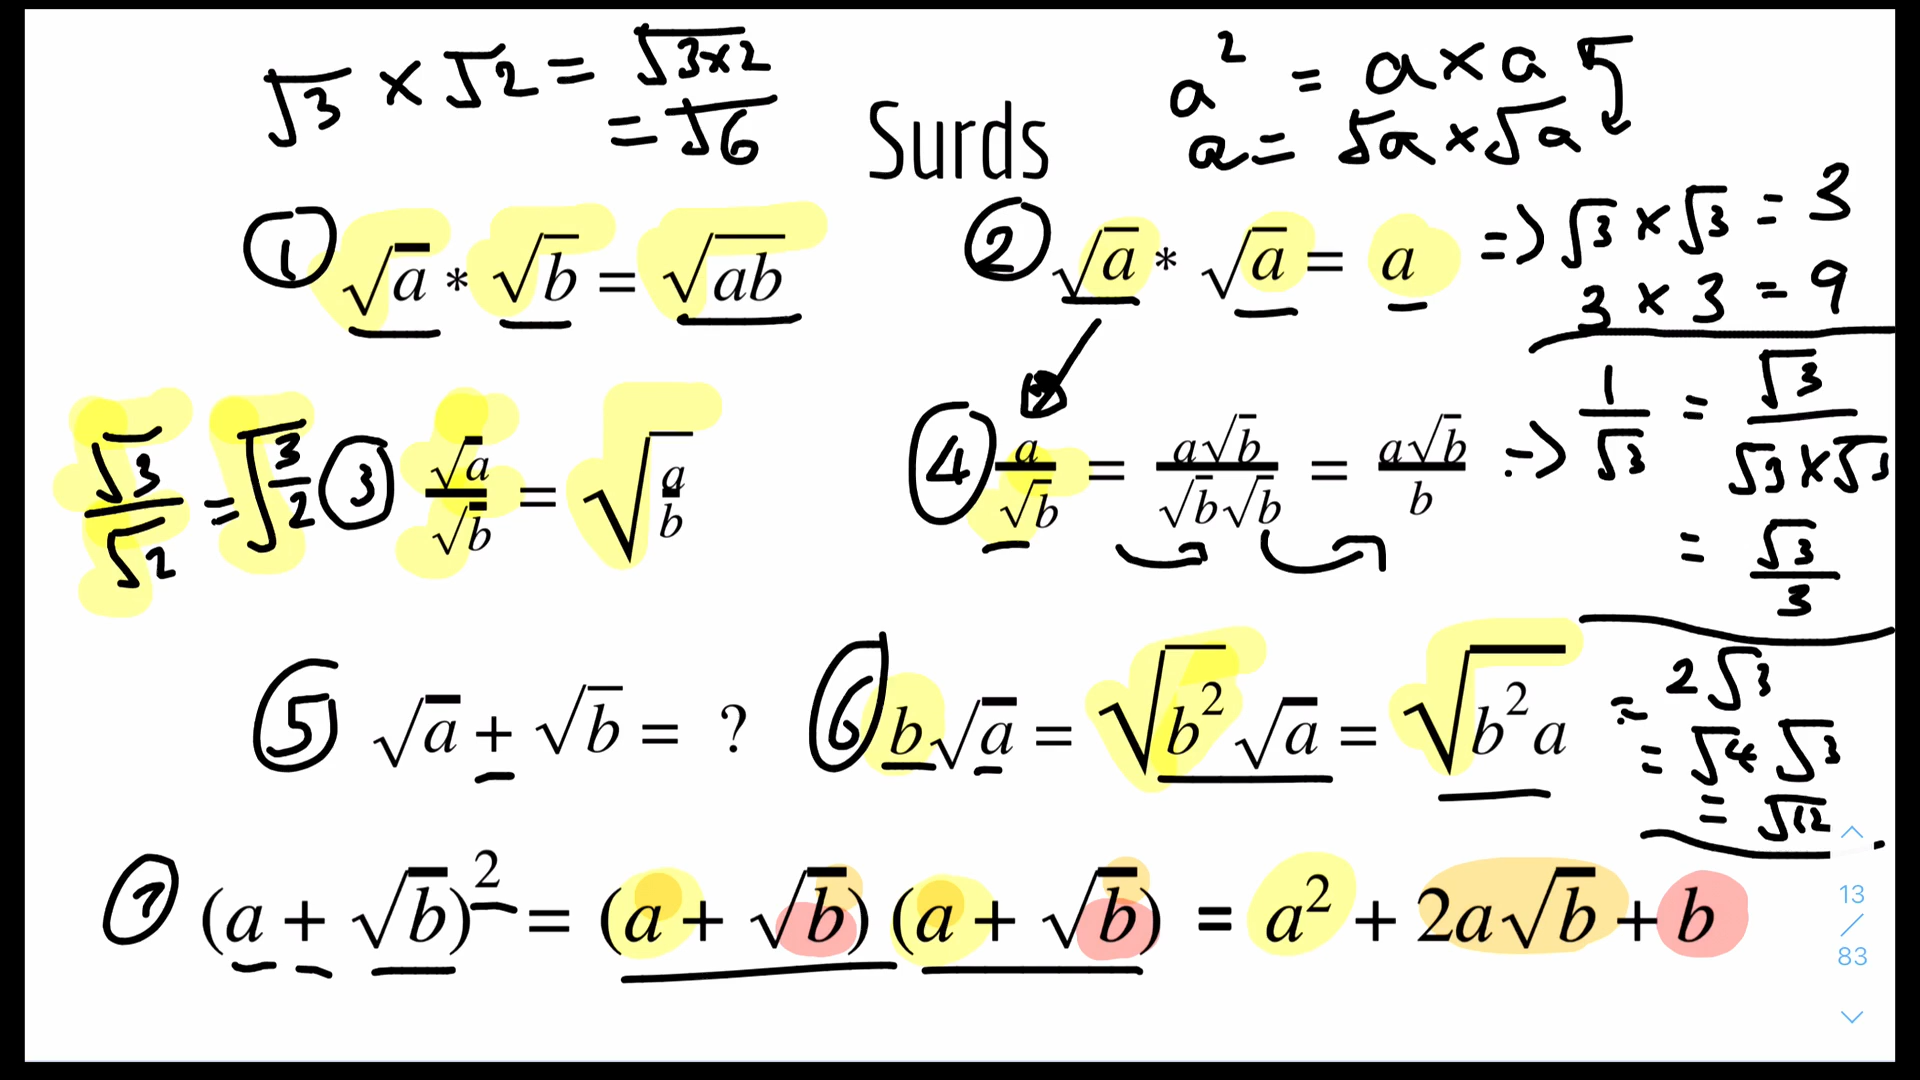 √3 × √2 = √3×2
= √6
Surds
a² = a × a
a = √a × √a
① √a * √b = √ab
② √a * √a = a => √3 × √3 = 3
3 × 3 = 9
√3/√2 = √3/2
③ √a/√b = √a/b
④ a/√b = a√b/√b√b = a√b/b -> 1/√3 = √3/√3×√3
= √3/3
⑤ √a + √b = ?
⑥ b√a = √b² √a = √b²a
= 2√3
= √4 √3
= √12
⑦ (a + √b)² = (a + √b) (a + √b) = a² + 2a√b + b
13
/
83